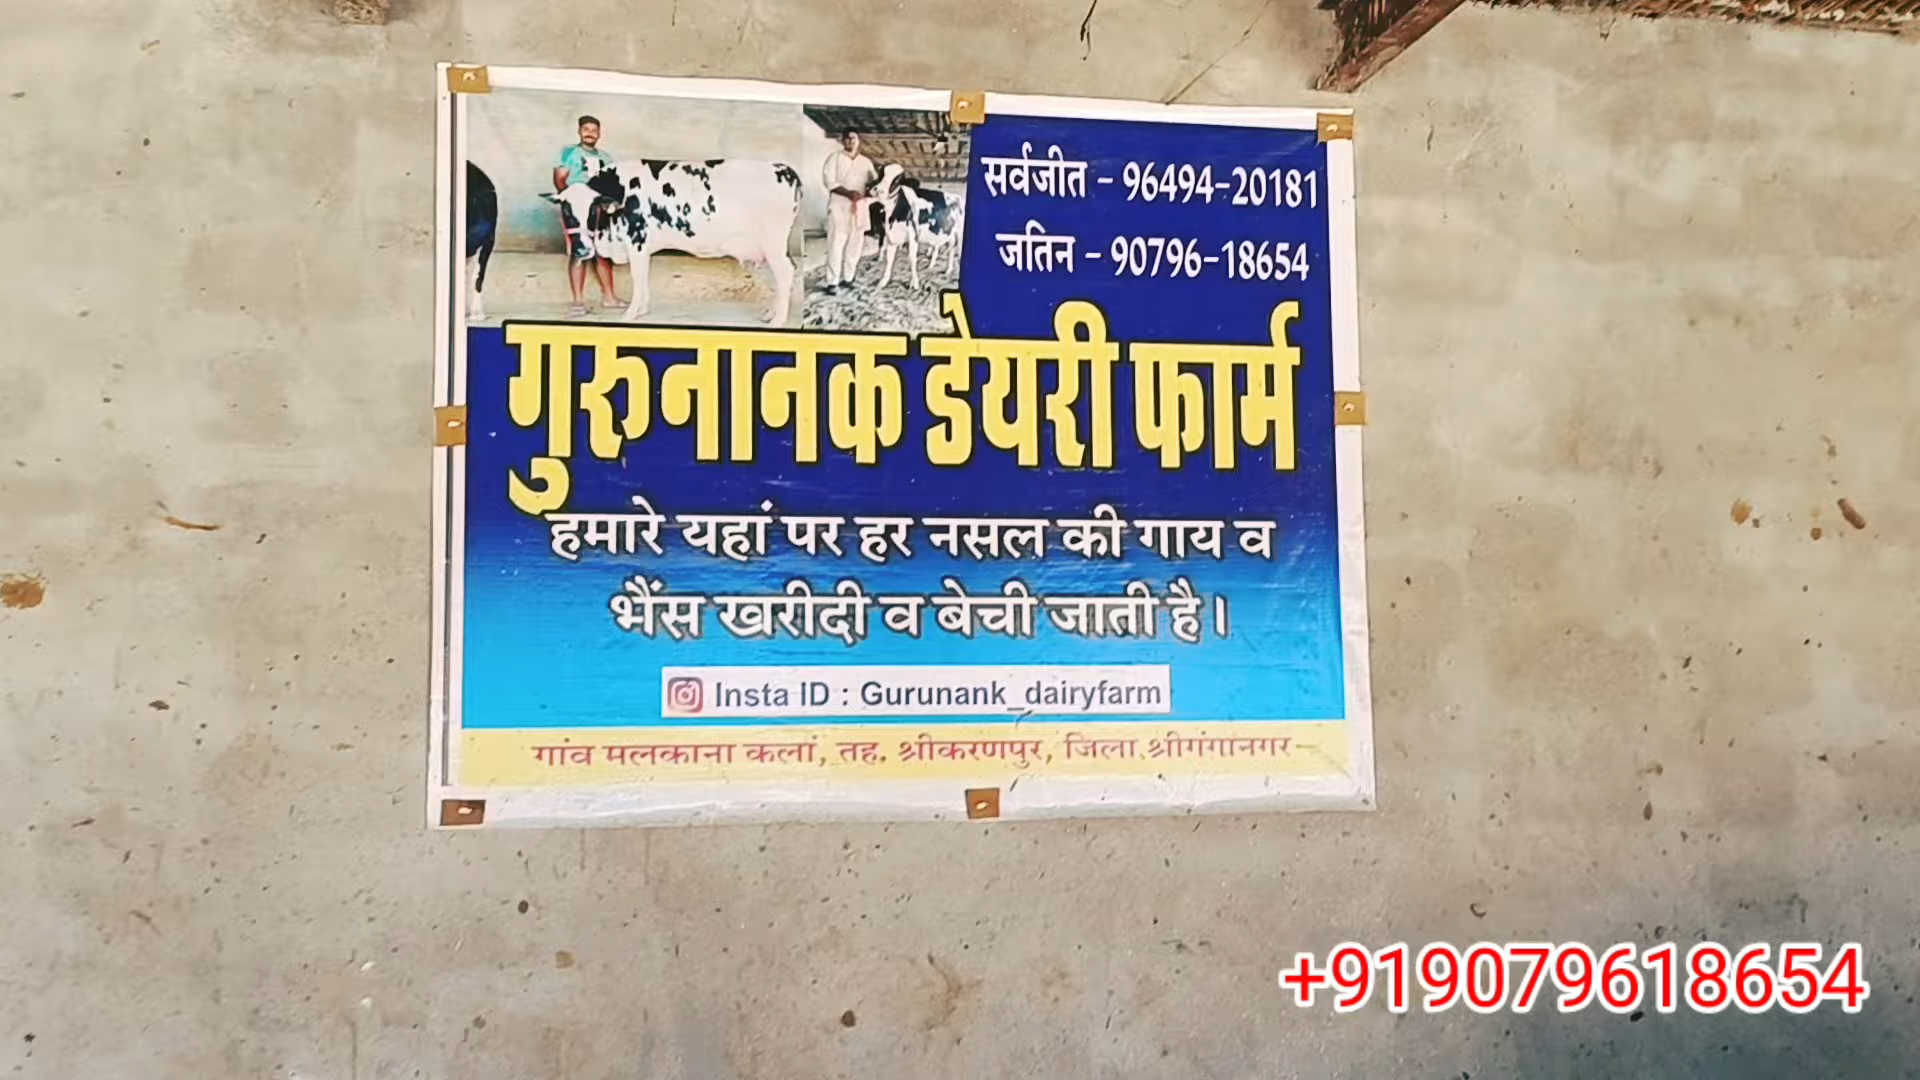 सर्वजीत - 96494-20181
जतिन - 90796-18654
गुरुनानक डेयरी फार्म
हमारे यहां पर हर नसल की गाय व
भैंस खरीदी व बेची जाती है।
Insta ID : Gurunank_dairyfarm
गांव मलकाना कलां, तह. श्रीकरणपुर, जिला श्रीगंगानगर
+919079618654